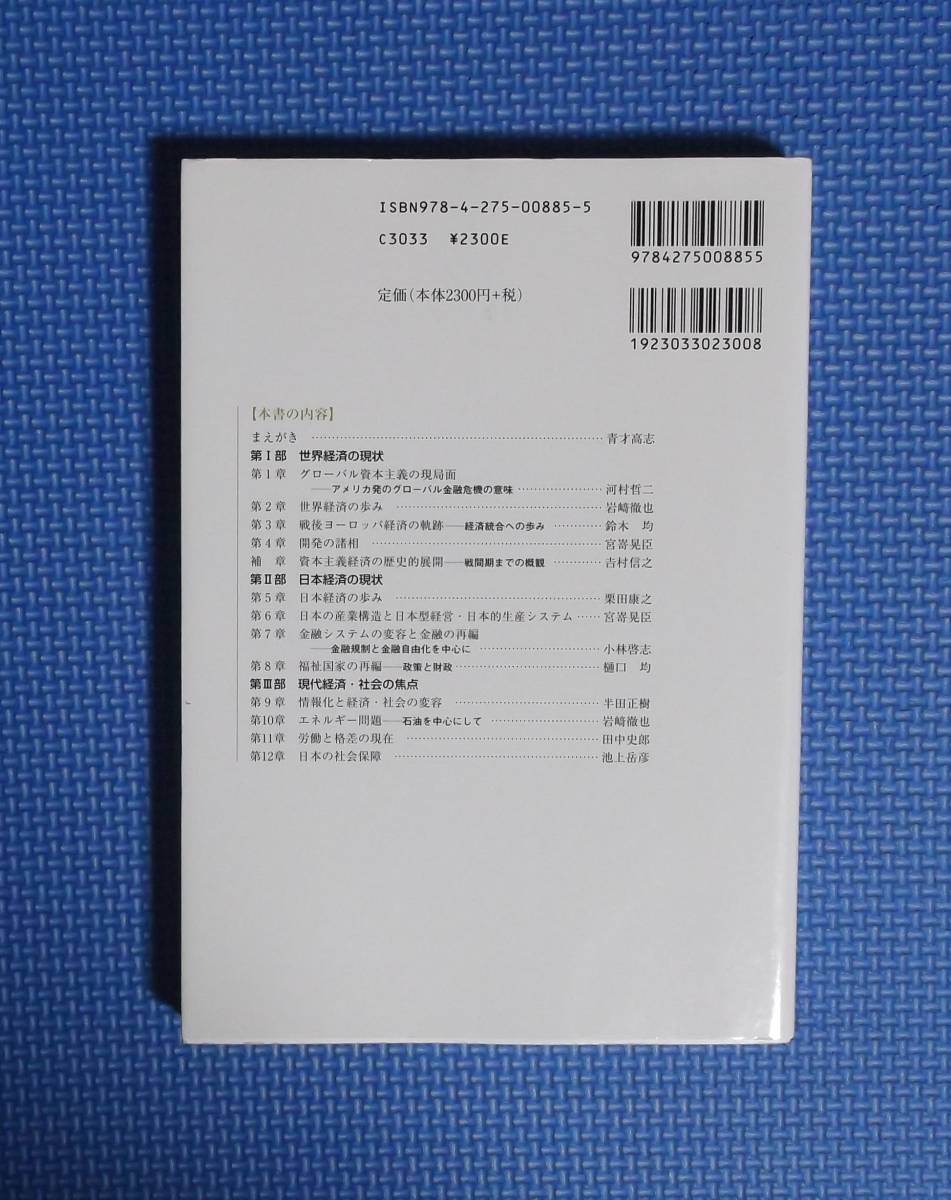 ISBN978-4-275-00885-5
C3033 ¥2300E
定価(本体2300円+税)
9784275008855
1923033023008
【本書の内容】
まえがき ………… 青才高志
第Ⅰ部 世界経済の現状
第1章 グローバル資本主義の現局面
――アメリカ発のグローバル金融危機の意味 ………… 河村哲二
第2章 世界経済の歩み ………… 岩﨑徹也
第3章 戦後ヨーロッパ経済の軌跡――経済統合への歩み ………… 鈴木 均
第4章 開発の諸相 ………… 宮嵜晃臣
補 章 資本主義経済の歴史的展開――戦間期までの概観 ………… 吉村信之
第Ⅱ部 日本経済の現状
第5章 日本経済の歩み ………… 栗田康之
第6章 日本の産業構造と日本型経営・日本的生産システム …… 宮嵜晃臣
第7章 金融システムの変容と金融の再編
――金融規制と金融自由化を中心に ………… 小林啓志
第8章 福祉国家の再編――政策と財政 ………… 樋口 均
第Ⅲ部 現代経済・社会の焦点
第9章 情報化と経済・社会の変容 ………… 半田正樹
第10章 エネルギー問題――石油を中心にして ………… 岩﨑徹也
第11章 労働と格差の現在 ………… 田中史郎
第12章 日本の社会保障 ………… 池上岳彦